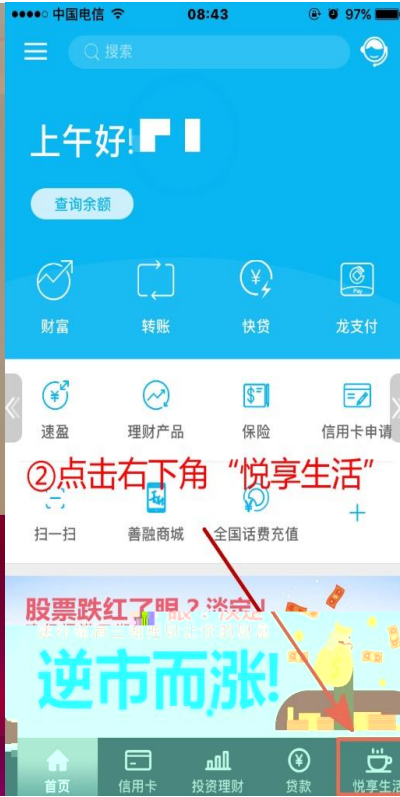 中国电信 08:43 97%
搜索
上午好!
查询余额
财富 转账 快贷 龙支付
Pay
速盈 理财产品 保险 信用卡申请
②点击右下角“悦享生活”
扫一扫 善融商城 全国话费充值
股票跌红了眼?淡定!
逆市而涨!
首页 信用卡 投资理财 贷款 悦享生活